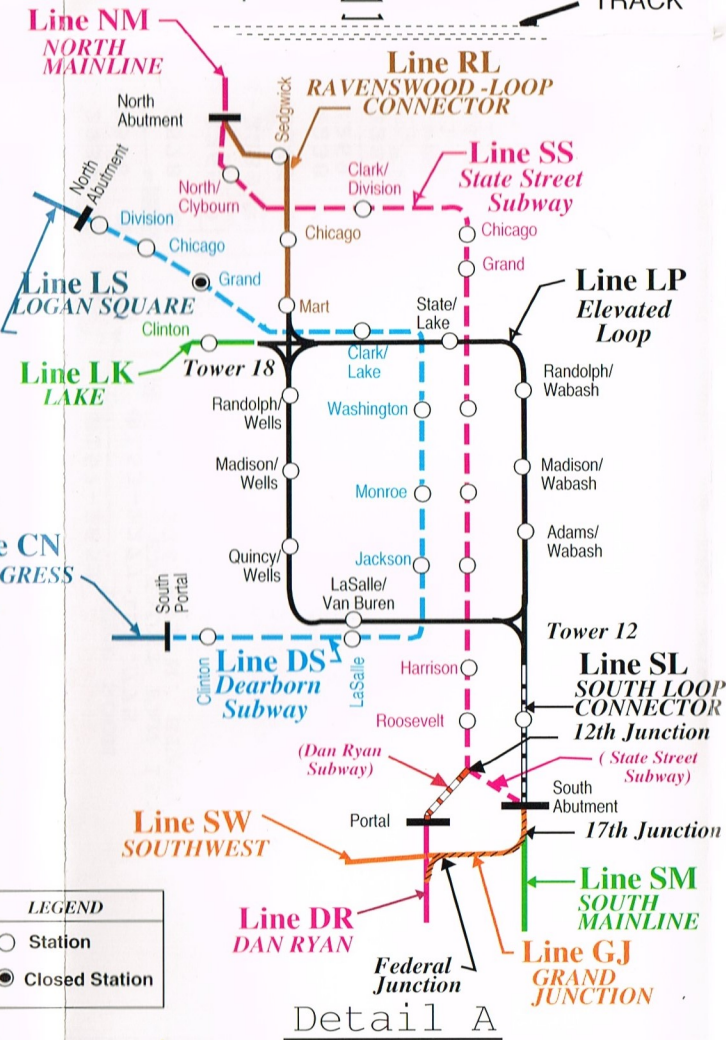 TRACK
Line NM
NORTH
MAINLINE
Line RL
RAVENSWOOD -LOOP
CONNECTOR
North
Abutment
Sedgwick
North
Abutment
Line SS
State Street
Subway
Clark/
Division
North/
Clybourn
Division
Chicago
Chicago
Chicago
Grand
Grand
Line LS
LOGAN SQUARE
Mart
State/
Lake
Line LP
Elevated
Loop
Clinton
Clark/
Lake
Tower 18
Line LK
LAKE
Randolph/
Wells
Washington
Randolph/
Wabash
Madison/
Wells
Monroe
Madison/
Wabash
Quincy/
Wells
Jackson
Adams/
Wabash
e CN
GRESS
South
Portal
LaSalle/
Van Buren
Tower 12
Clinton
Line DS
Dearborn
Subway
LaSalle
Harrison
Line SL
SOUTH LOOP
CONNECTOR
Roosevelt
12th Junction
(Dan Ryan
Subway)
( State Street
Subway)
South
Abutment
Portal
17th Junction
Line SW
SOUTHWEST
Line SM
SOUTH
MAINLINE
LEGEND
Station
Closed Station
Line DR
DAN RYAN
Federal
Junction
Line GJ
GRAND
JUNCTION
Detail A